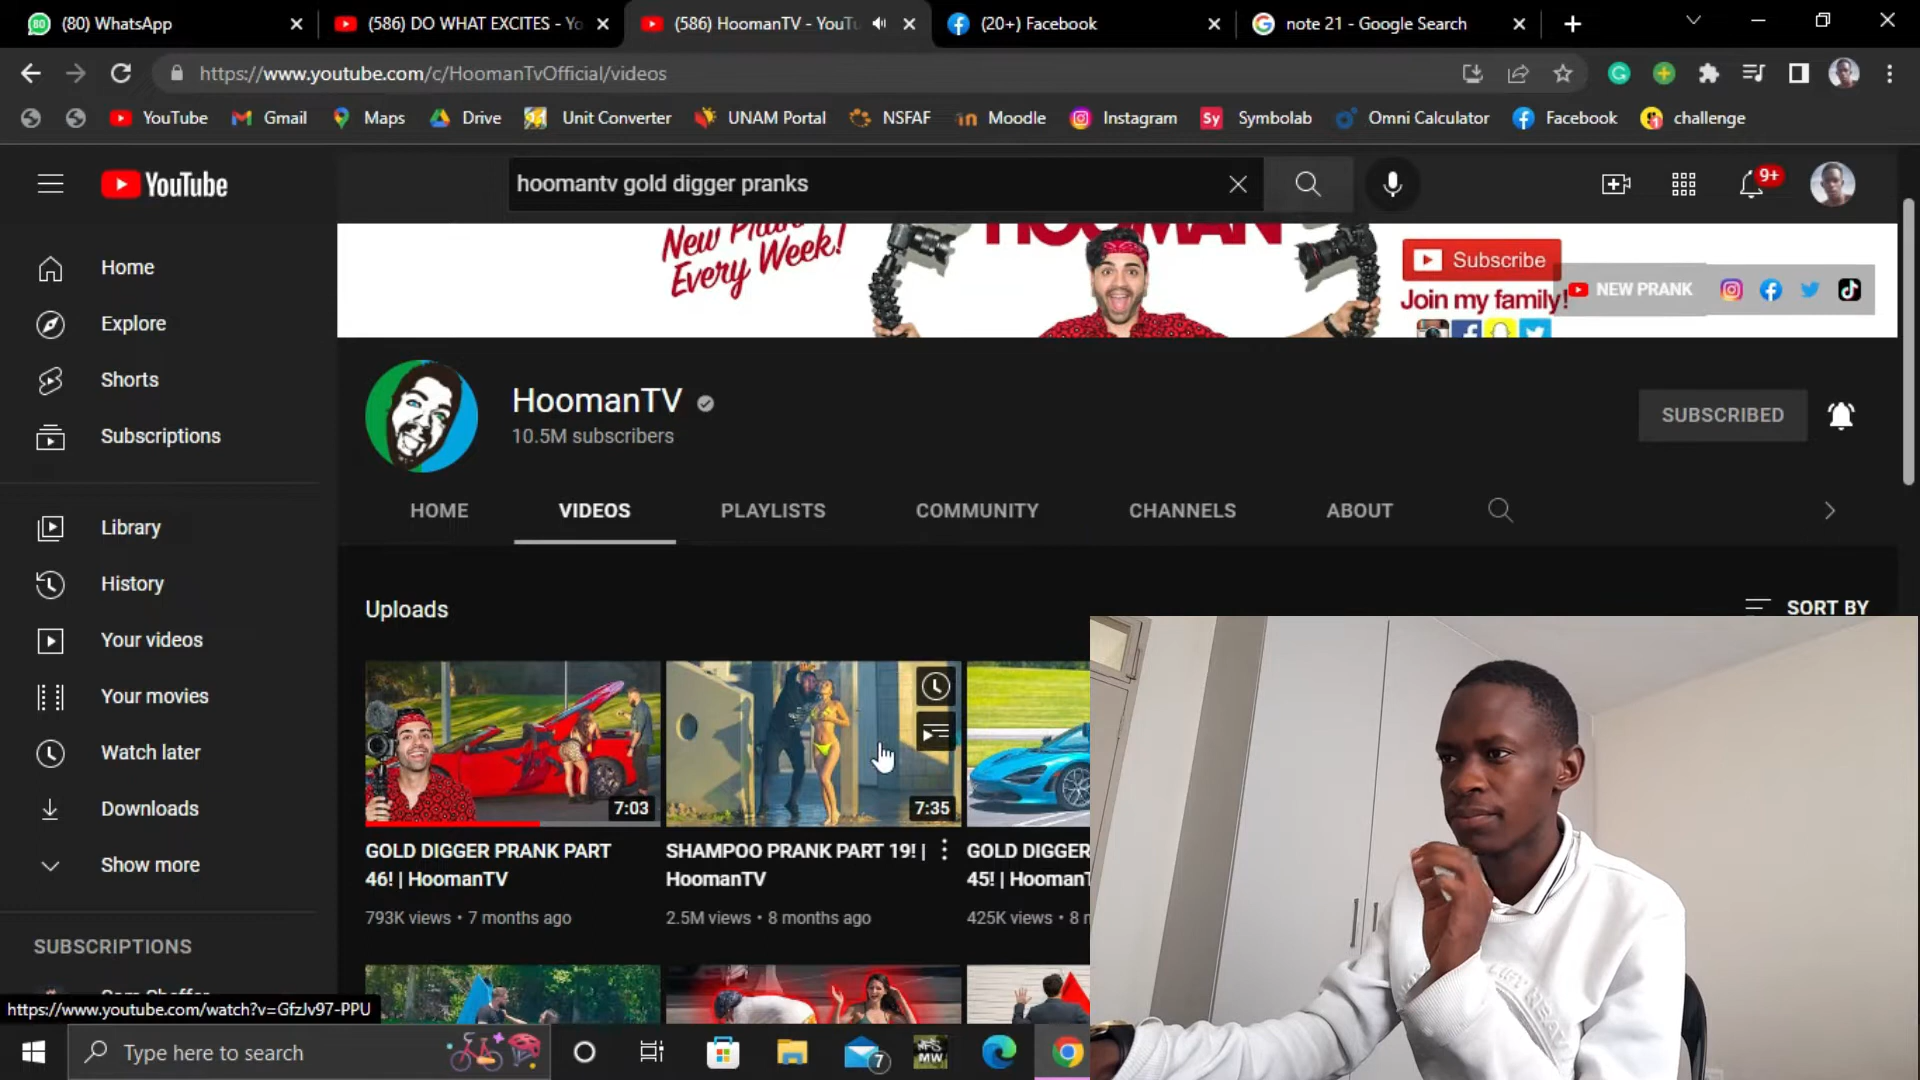 (80) WhatsApp
(586) DO WHAT EXCITES - Yo
(586) HoomanTV - YouTu
(20+) Facebook
note 21 - Google Search
https://www.youtube.com/c/HoomanTvOfficial/videos
YouTube
Gmail
Maps
Drive
Unit Converter
UNAM Portal
NSFAF
Moodle
Instagram
Sy Symbolab
Omni Calculator
Facebook
challenge
YouTube
hoomantv gold digger pranks
9+
Home
Explore
Shorts
Subscriptions
Library
History
Your videos
Your movies
Watch later
Downloads
Show more
SUBSCRIPTIONS
New Prank
Every Week!
HOOMAN
Subscribe
Join my family!
NEW PRANK
HoomanTV
10.5M subscribers
SUBSCRIBED
HOME
VIDEOS
PLAYLISTS
COMMUNITY
CHANNELS
ABOUT
Uploads
SORT BY
7:03
7:35
GOLD DIGGER PRANK PART
46! | HoomanTV
793K views • 7 months ago
SHAMPOO PRANK PART 19! |
HoomanTV
2.5M views • 8 months ago
GOLD DIGGER
45! | HoomanT
425K views • 8 m
https://www.youtube.com/watch?v=GfzJv97-PPU
Type here to search
7
MW